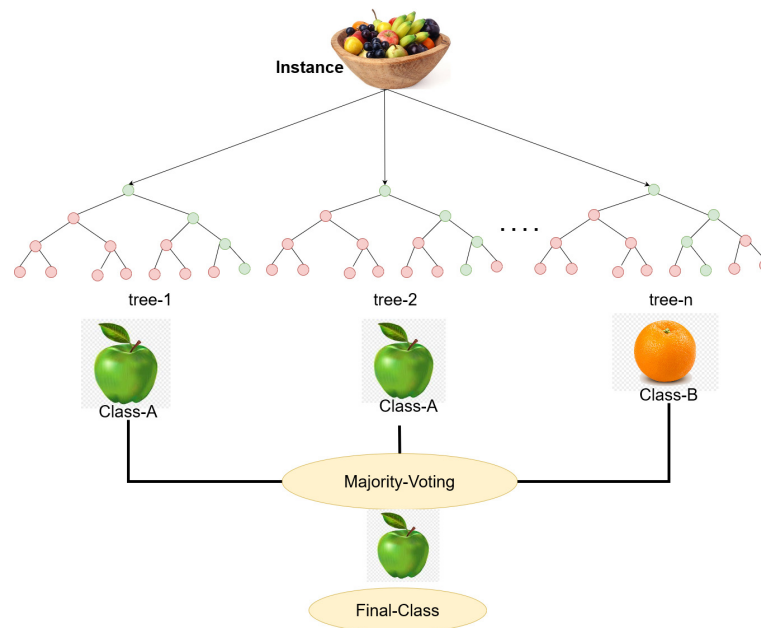 Instance
. . . .
tree-1
tree-2
tree-n
Class-A
Class-A
Class-B
Majority-Voting
Final-Class